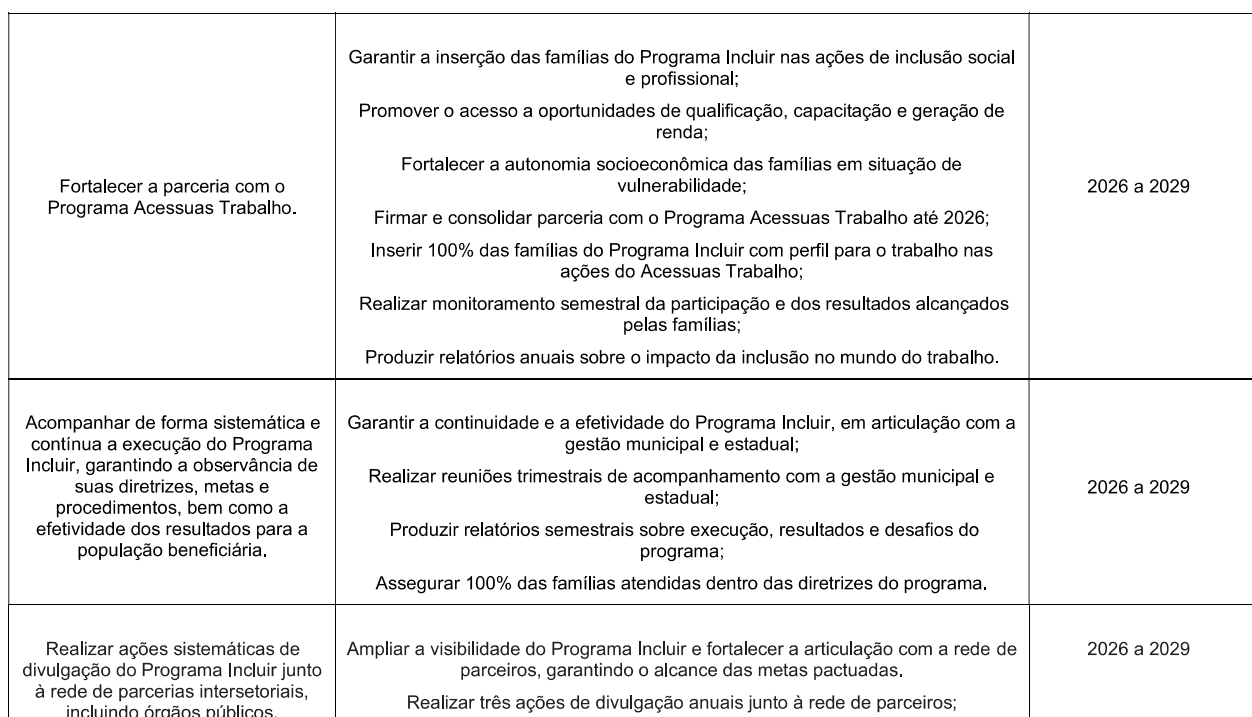 Fortalecer a parceria com o
Programa Acessuas Trabalho.
Garantir a inserção das famílias do Programa Incluir nas ações de inclusão social
e profissional;
Promover o acesso a oportunidades de qualificação, capacitação e geração de
renda;
Fortalecer a autonomia socioeconômica das famílias em situação de
vulnerabilidade;
Firmar e consolidar parceria com o Programa Acessuas Trabalho até 2026;
Inserir 100% das famílias do Programa Incluir com perfil para o trabalho nas
ações do Acessuas Trabalho;
Realizar monitoramento semestral da participação e dos resultados alcançados
pelas famílias;
Produzir relatórios anuais sobre o impacto da inclusão no mundo do trabalho.
2026 a 2029
Acompanhar de forma sistemática e
contínua a execução do Programa
Incluir, garantindo a observância de
suas diretrizes, metas e
procedimentos, bem como a
efetividade dos resultados para a
população beneficiária.
Garantir a continuidade e a efetividade do Programa Incluir, em articulação com a
gestão municipal e estadual;
Realizar reuniões trimestrais de acompanhamento com a gestão municipal e
estadual;
Produzir relatórios semestrais sobre execução, resultados e desafios do
programa;
Assegurar 100% das famílias atendidas dentro das diretrizes do programa.
2026 a 2029
Realizar ações sistemáticas de
divulgação do Programa Incluir junto
à rede de parcerias intersetoriais,
incluindo órgãos públicos,
Ampliar a visibilidade do Programa Incluir e fortalecer a articulação com a rede de
parceiros, garantindo o alcance das metas pactuadas.
Realizar três ações de divulgação anuais junto à rede de parceiros;
2026 a 2029